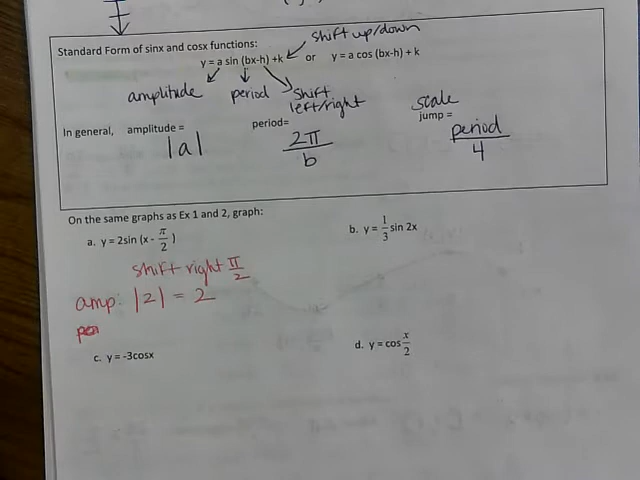 shift up/down
Standard Form of sinx and cosx functions:
y = a sin (bx-h) +k or y = a cos (bx-h) + k
amplitude period shift left/right
scale
In general, amplitude = period= jump =
|a| 2π/b period/4
On the same graphs as Ex 1 and 2, graph:
a. y = 2sin (x - π/2) b. y = 1/3 sin 2x
shift right π/2
amp: |2| = 2
per
c. y = -3cosx d. y = cos x/2